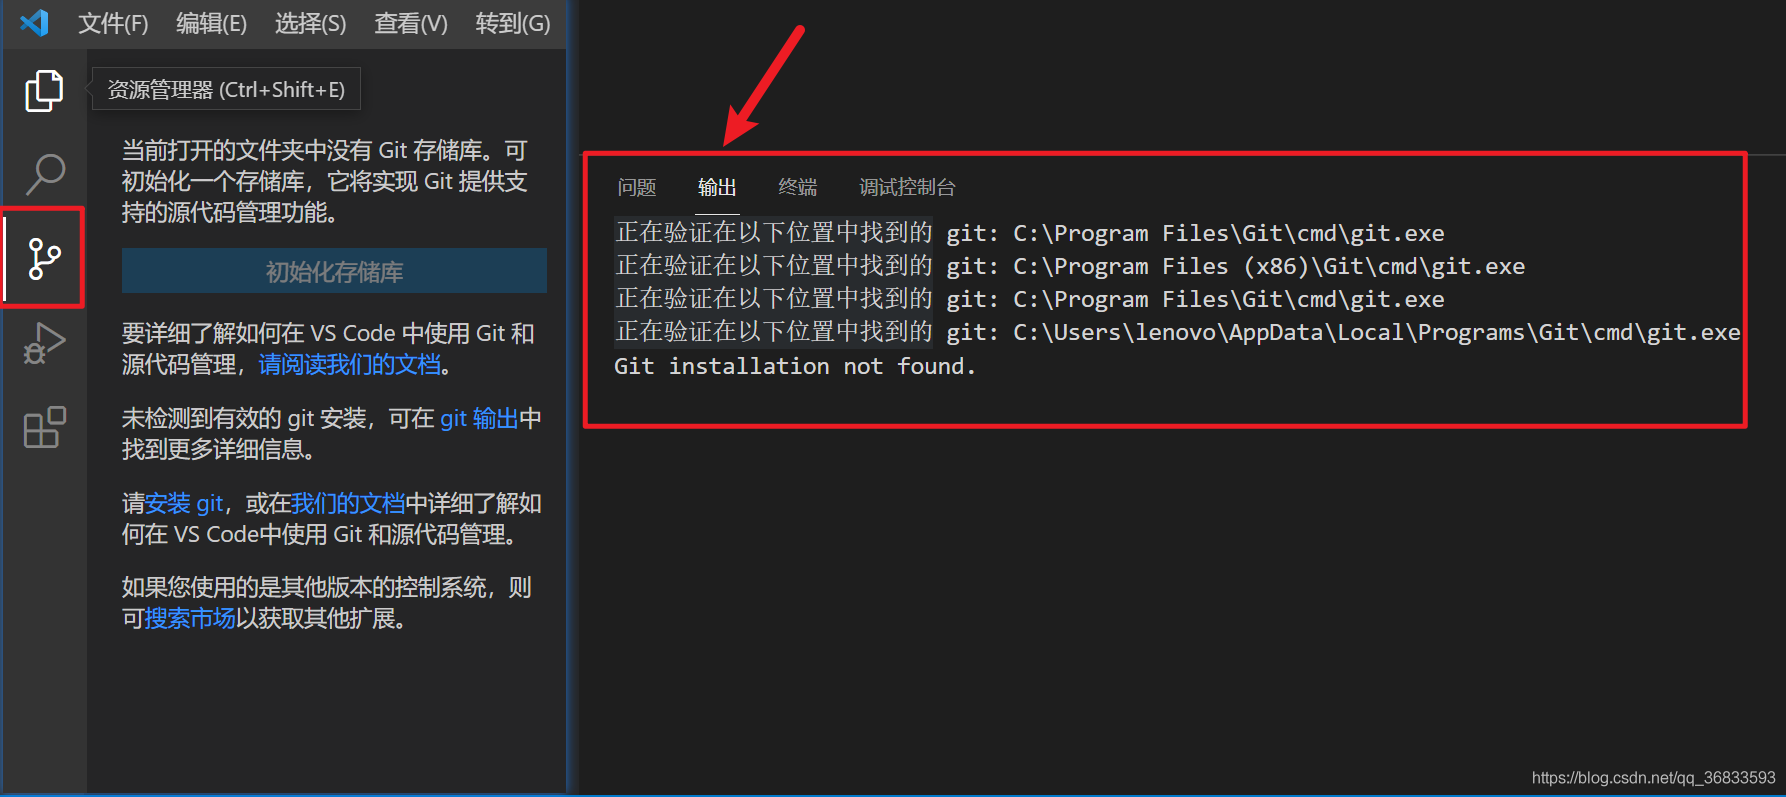 文件(F) 编辑(E) 选择(S) 查看(V) 转到(G)
资源管理器 (Ctrl+Shift+E)
当前打开的文件夹中没有 Git 存储库。可
初始化一个存储库，它将实现 Git 提供支
持的源代码管理功能。
初始化存储库
要详细了解如何在 VS Code 中使用 Git 和
源代码管理，请阅读我们的文档。
未检测到有效的 git 安装，可在 git 输出中
找到更多详细信息。
请安装 git，或在我们的文档中详细了解如
何在 VS Code中使用 Git 和源代码管理。
如果您使用的是其他版本的控制系统，则
可搜索市场以获取其他扩展。
问题 输出 终端 调试控制台
正在验证在以下位置中找到的 git: C:\Program Files\Git\cmd\git.exe
正在验证在以下位置中找到的 git: C:\Program Files (x86)\Git\cmd\git.exe
正在验证在以下位置中找到的 git: C:\Program Files\Git\cmd\git.exe
正在验证在以下位置中找到的 git: C:\Users\lenovo\AppData\Local\Programs\Git\cmd\git.exe
Git installation not found.
https://blog.csdn.net/qq_36833593